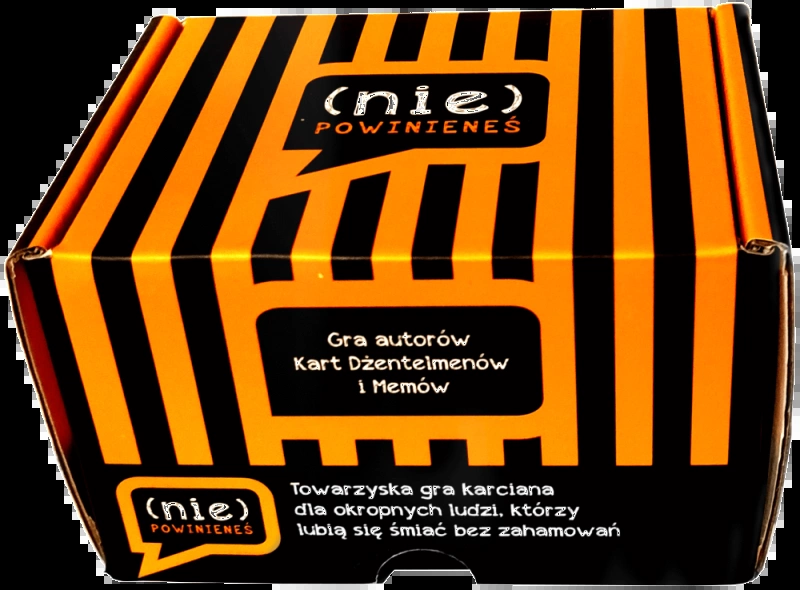 (nie)
POWINIENEŚ
Gra autorów
Kart Dżentelmenów
i Memów
(nie)
POWINIENEŚ
Towarzyska gra karciana
dla okropnych ludzi, którzy
lubią się śmiać bez zahamowań